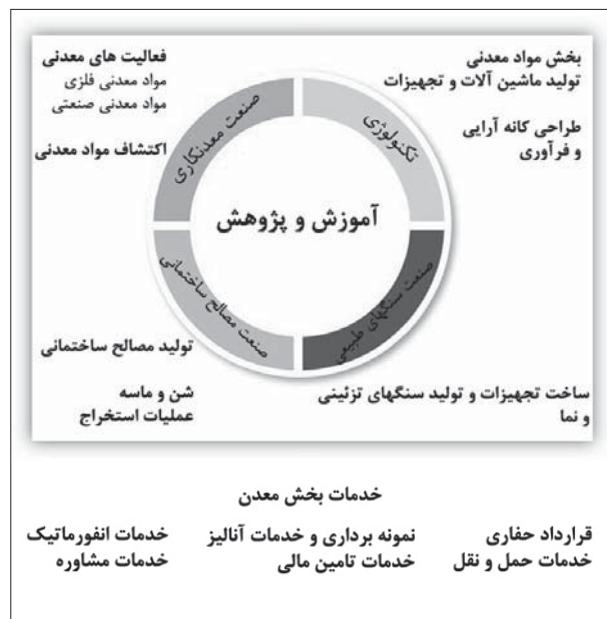 بخش مواد معدنی
تولید ماشین آلات و تجهیزات
طراحی کانه آرایی
و فرآوری
فعالیت های معدنی
مواد معدنی فلزی
مواد معدنی صنعتی
اکتشاف مواد معدنی
تکنولوژی
صنعت معدنکاری
آموزش و پژوهش
صنعت سنگهای طبیعی
صنعت مصالح ساختمانی
تولید مصالح ساختمانی
شن و ماسه
عملیات استخراج
ساخت تجهیزات و تولید سنگهای تزئینی
و نما
خدمات بخش معدن
قرارداد حفاری
خدمات حمل و نقل
نمونه برداری و خدمات آنالیز
خدمات تامین مالی
خدمات انفورماتیک
خدمات مشاوره